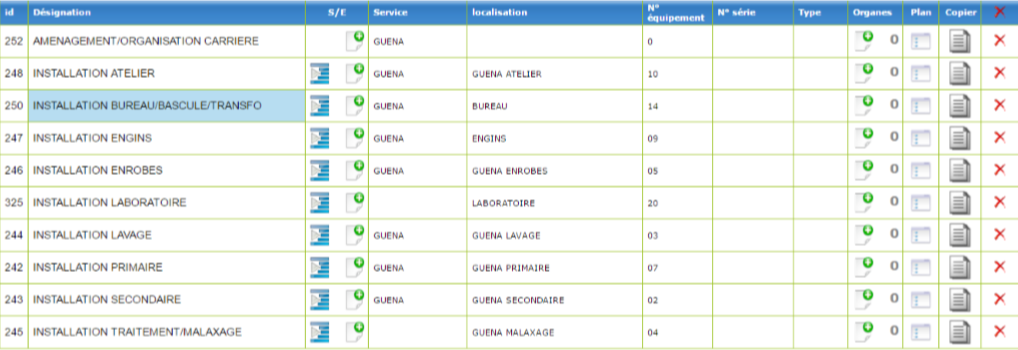 id Désignation S/E Service localisation N° équipement N° série Type Organes Plan Copier
252 AMENAGEMENT/ORGANISATION CARRIERE GUENA 0 0
248 INSTALLATION ATELIER GUENA GUENA ATELIER 10 0
250 INSTALLATION BUREAU/BASCULE/TRANSFO GUENA BUREAU 14 0
247 INSTALLATION ENGINS GUENA ENGINS 09 0
246 INSTALLATION ENROBES GUENA GUENA ENROBES 05 0
325 INSTALLATION LABORATOIRE LABORATOIRE 20 0
244 INSTALLATION LAVAGE GUENA GUENA LAVAGE 03 0
242 INSTALLATION PRIMAIRE GUENA GUENA PRIMAIRE 07 0
243 INSTALLATION SECONDAIRE GUENA GUENA SECONDAIRE 02 0
245 INSTALLATION TRAITEMENT/MALAXAGE GUENA MALAXAGE 04 0